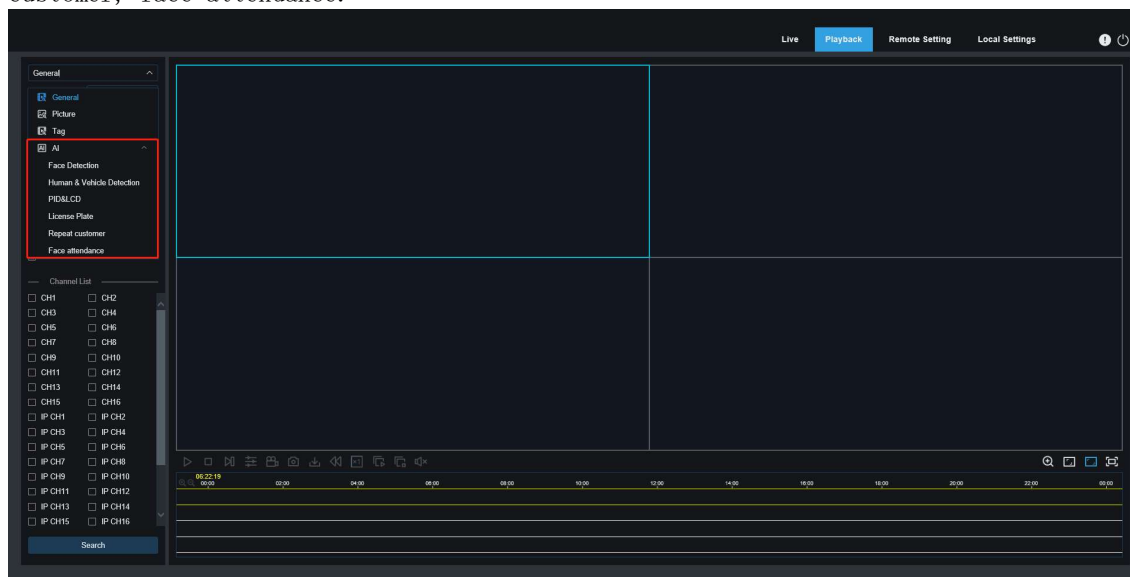 customer, face attendance.
Live Playback Remote Setting Local Settings
General
General
Picture
Tag
AI AI
Face Detection
Human & Vehicle Detection
PID&LCD
License Plate
Repeat customer
Face attendance
Channel List
CH1 CH2
CH3 CH4
CH5 CH6
CH7 CH8
CH9 CH10
CH11 CH12
CH13 CH14
CH15 CH16
IP CH1 IP CH2
IP CH3 IP CH4
IP CH5 IP CH6
IP CH7 IP CH8
IP CH9 IP CH10
IP CH11 IP CH12
IP CH13 IP CH14
IP CH15 IP CH16
Search
x1
06:22:19
00:00 02:00 04:00 06:00 08:00 10:00 12:00 14:00 16:00 18:00 20:00 22:00 00:00